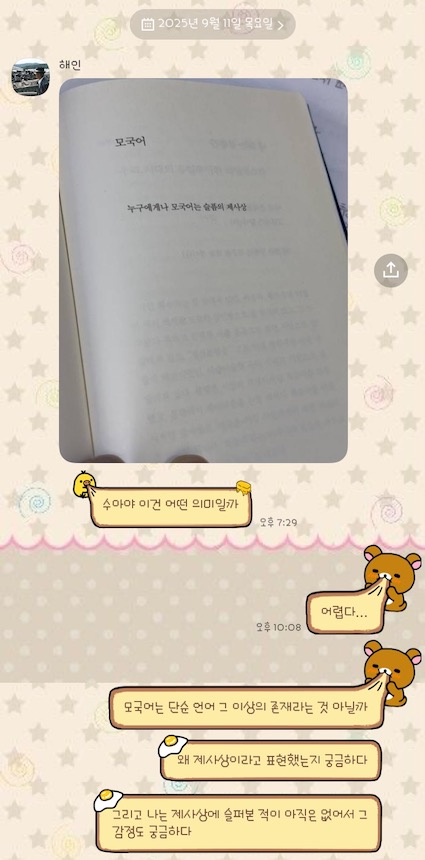 2025년 9월 11일 목요일
해인
모국어
누구에게나 모국어는 슬픔의 제사상
수아야 이건 어떤 의미일까
오후 7:29
어렵다...
오후 10:08
모국어는 단순 언어 그 이상의 존재라는 것 아닐까
왜 제사상이라고 표현했는지 궁금하다
그리고 나는 제사상에 슬퍼본 적이 아직은 없어서 그
감정도 궁금하다